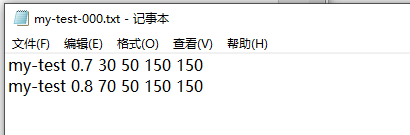 my-test-000.txt - 记事本
文件(F) 编辑(E) 格式(O) 查看(V) 帮助(H)
my-test 0.7 30 50 150 150
my-test 0.8 70 50 150 150